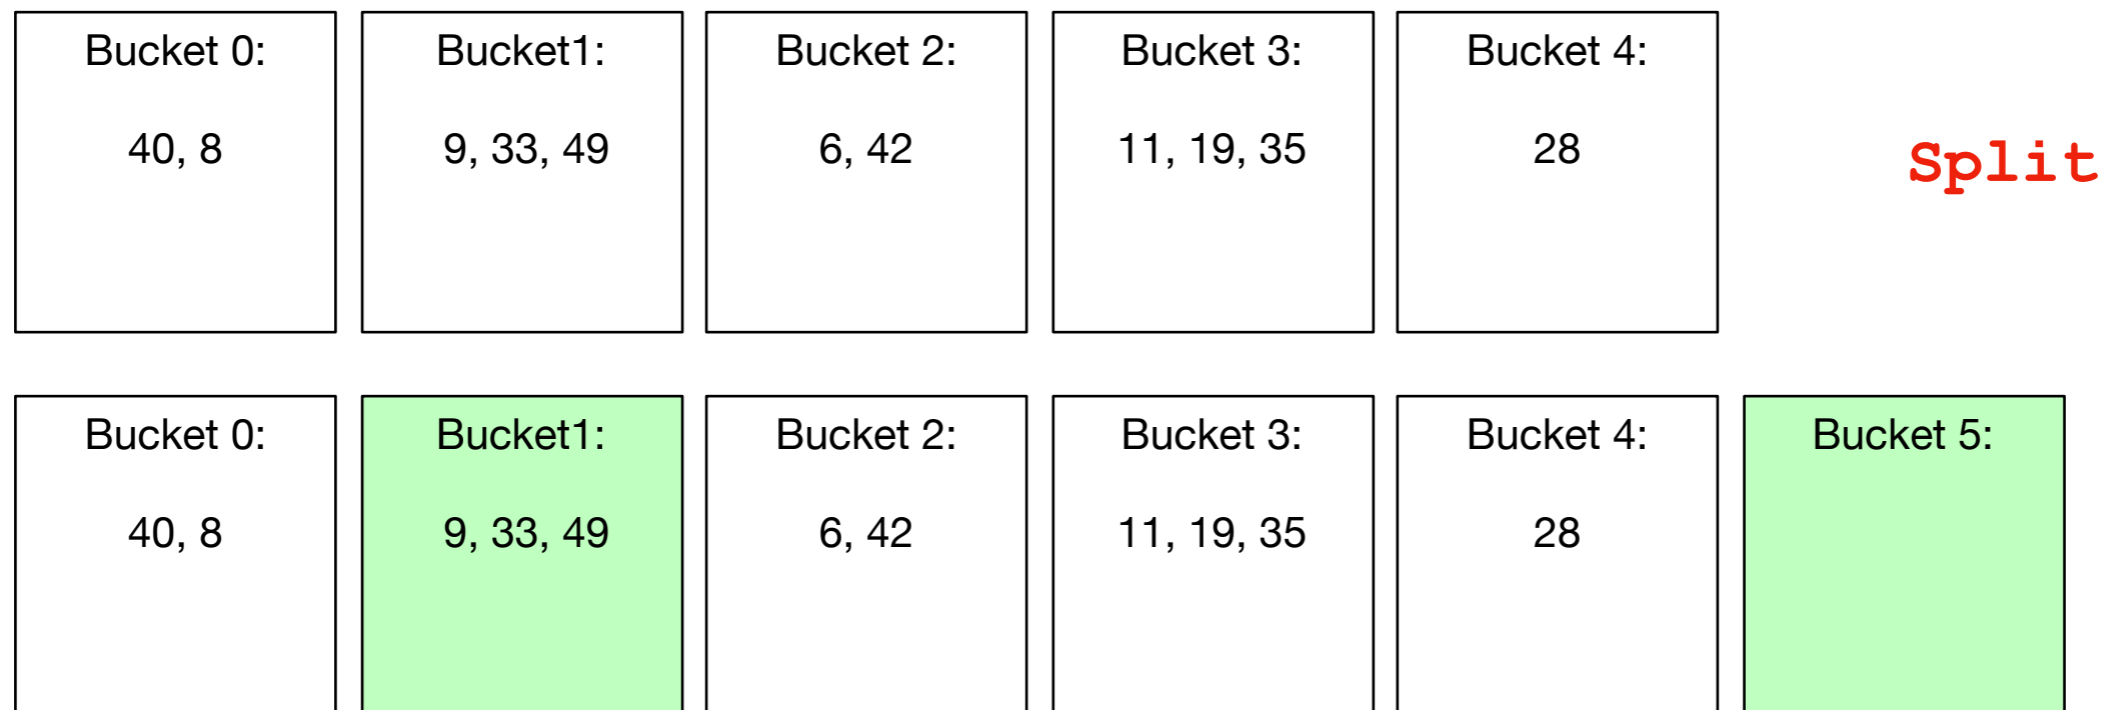 Bucket 0: Bucket1: Bucket 2: Bucket 3: Bucket 4:
40, 8 9, 33, 49 6, 42 11, 19, 35 28 Split
Bucket 0: Bucket1: Bucket 2: Bucket 3: Bucket 4: Bucket 5:
40, 8 9, 33, 49 6, 42 11, 19, 35 28